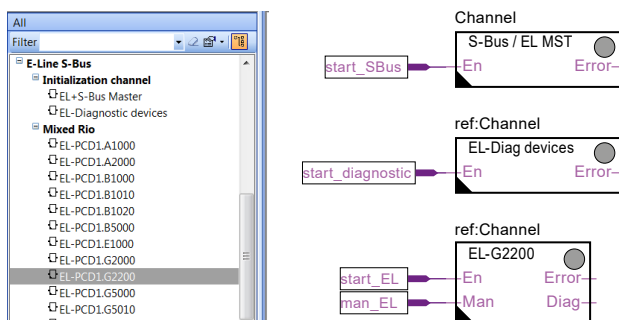 All
Filter
E-Line S-Bus
Initialization channel
EL+S-Bus Master
EL-Diagnostic devices
Mixed Rio
EL-PCD1.A1000
EL-PCD1.A2000
EL-PCD1.B1000
EL-PCD1.B1010
EL-PCD1.B1020
EL-PCD1.B5000
EL-PCD1.E1000
EL-PCD1.G2000
EL-PCD1.G2200
EL-PCD1.G5000
EL-PCD1.G5010
Channel
S-Bus / EL MST
start_SBus
En
Error
ref:Channel
EL-Diag devices
start_diagnostic
En
Error
ref:Channel
EL-G2200
start_EL
En
Error
man_EL
Man
Diag